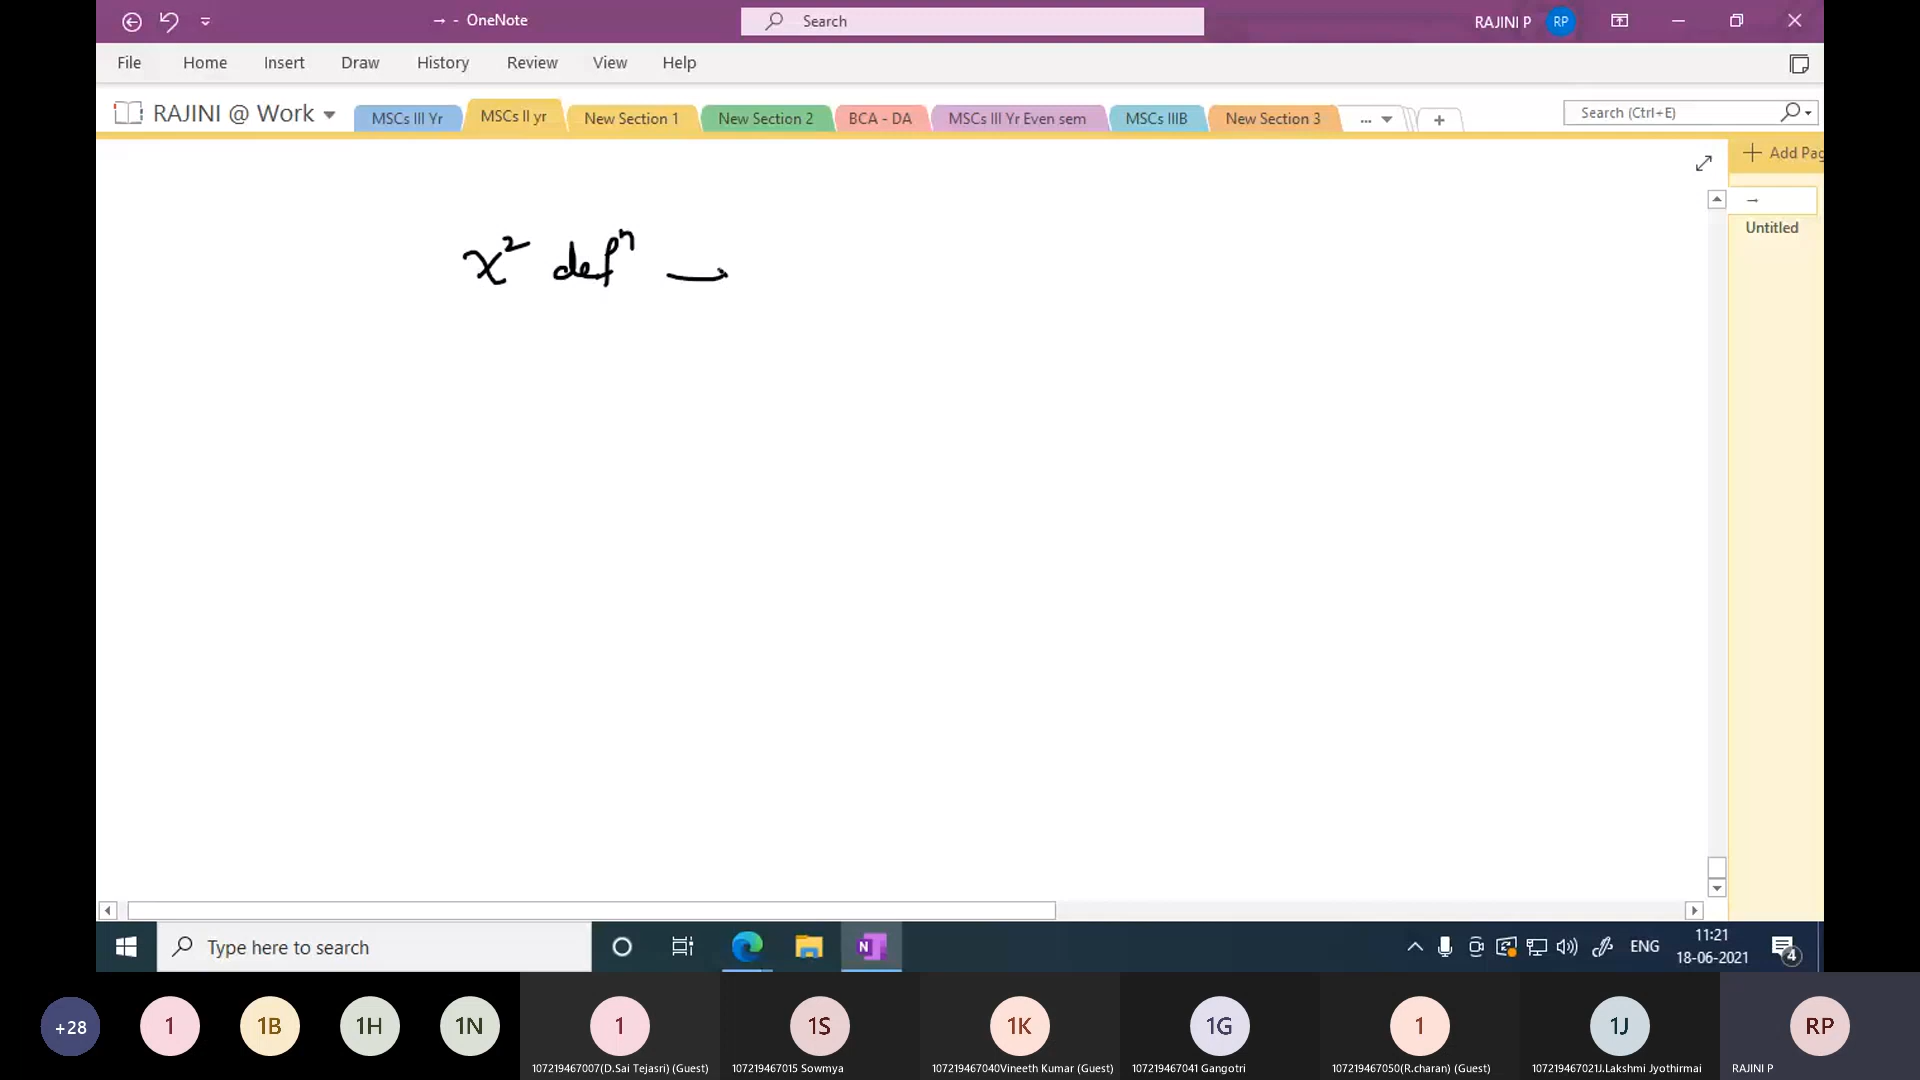 → - OneNote
Search
RAJINI P
RP
File Home Insert Draw History Review View Help
RAJINI @ Work
MSCs III Yr
MSCs II yr
New Section 1
New Section 2
BCA - DA
MSCs III Yr Even sem
MSCs IIIB
New Section 3
...
Search (Ctrl+E)
Add Pag
→
Untitled
χ² defⁿ →
Type here to search
ENG
11:21
18-06-2021
4
+28
1
1B
1H
1N
1
1S
1K
1G
1
1J
RP
107219467007(D.Sai Tejasri) (Guest)
107219467015 Sowmya
107219467040Vineeth Kumar (Guest)
107219467041 Gangotri
107219467050(R.charan) (Guest)
107219467021J.Lakshmi Jyothirmai
RAJINI P